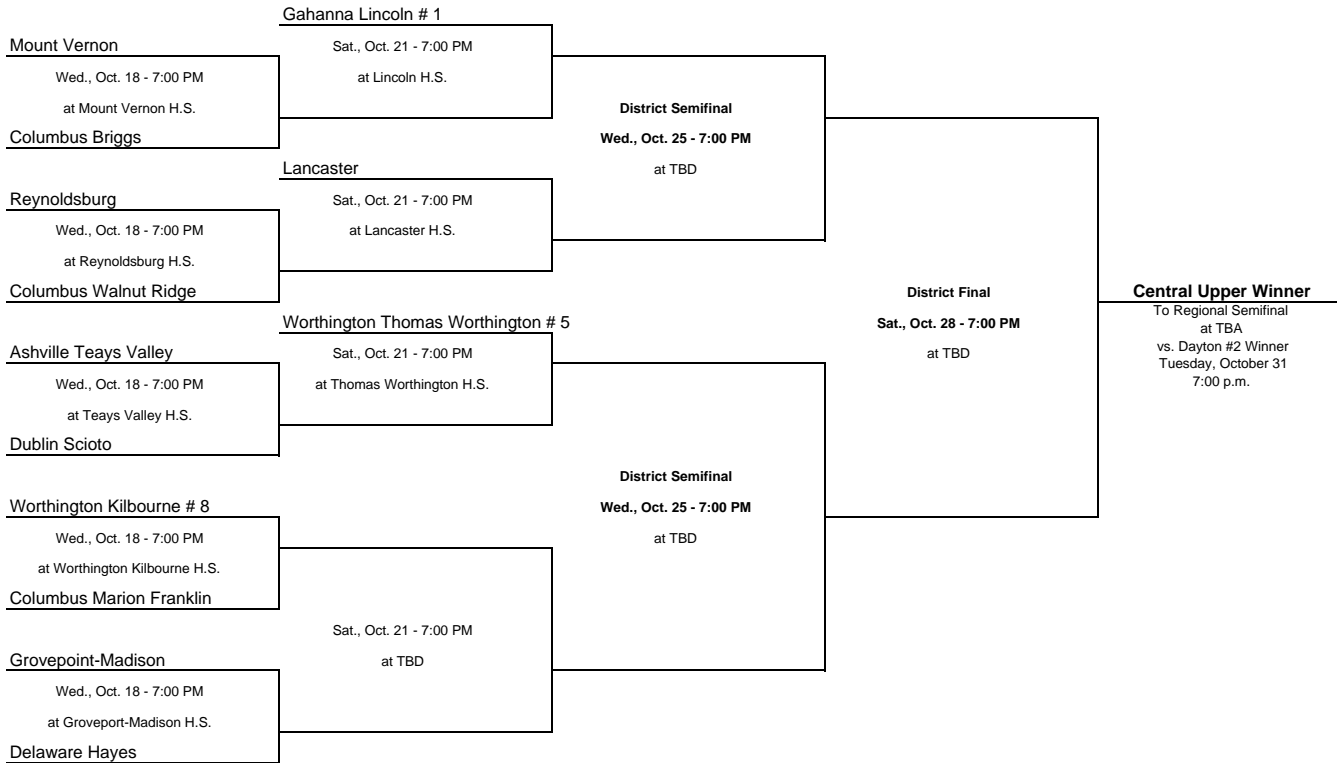 Gahanna Lincoln # 1
Mount Vernon
Sat., Oct. 21 - 7:00 PM
Wed., Oct. 18 - 7:00 PM
at Lincoln H.S.
at Mount Vernon H.S.
District Semifinal
Columbus Briggs
Wed., Oct. 25 - 7:00 PM
Lancaster
at TBD
Reynoldsburg
Sat., Oct. 21 - 7:00 PM
Wed., Oct. 18 - 7:00 PM
at Lancaster H.S.
at Reynoldsburg H.S.
Columbus Walnut Ridge
District Final
Central Upper Winner
To Regional Semifinal
Worthington Thomas Worthington # 5
Sat., Oct. 28 - 7:00 PM
at TBA
vs. Dayton #2 Winner
Ashville Teays Valley
Sat., Oct. 21 - 7:00 PM
at TBD
Tuesday, October 31
7:00 p.m.
Wed., Oct. 18 - 7:00 PM
at Thomas Worthington H.S.
at Teays Valley H.S.
Dublin Scioto
District Semifinal
Worthington Kilbourne # 8
Wed., Oct. 25 - 7:00 PM
Wed., Oct. 18 - 7:00 PM
at TBD
at Worthington Kilbourne H.S.
Columbus Marion Franklin
Sat., Oct. 21 - 7:00 PM
Grovepoint-Madison
at TBD
Wed., Oct. 18 - 7:00 PM
at Groveport-Madison H.S.
Delaware Hayes